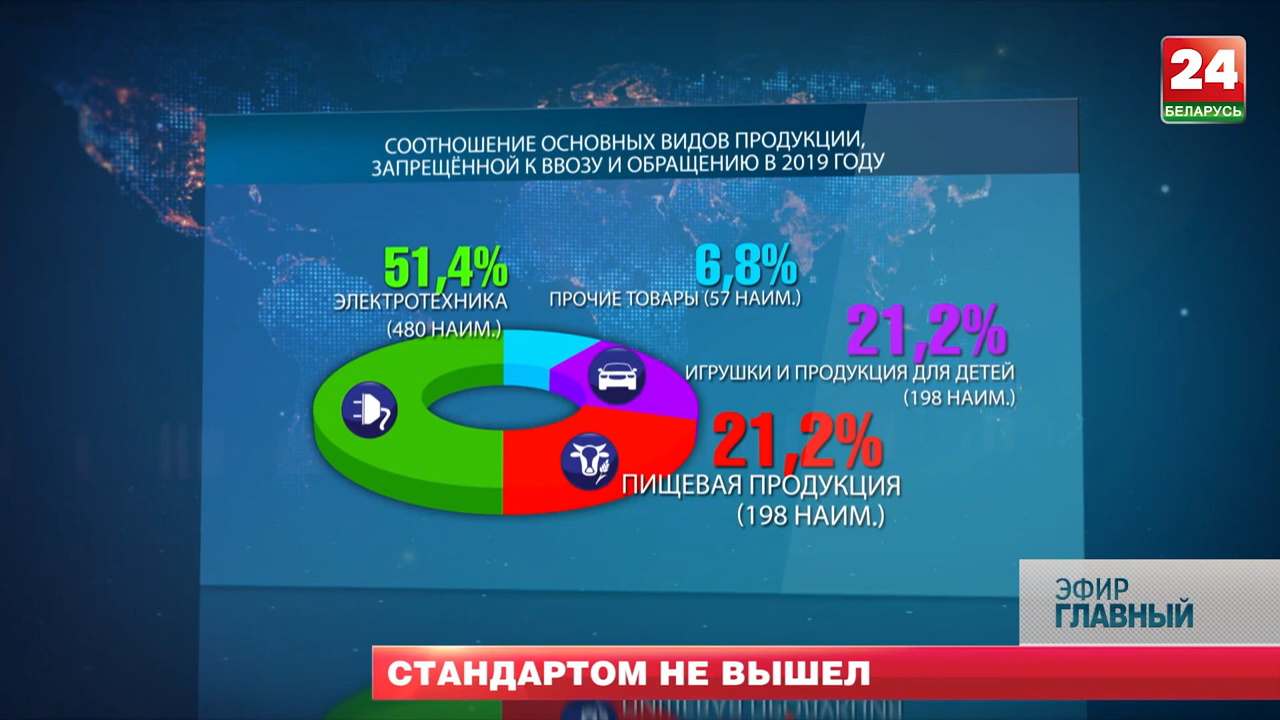 24
БЕЛАРУСЬ
СООТНОШЕНИЕ ОСНОВНЫХ ВИДОВ ПРОДУКЦИИ,
ЗАПРЕЩЁННОЙ К ВВОЗУ И ОБРАЩЕНИЮ В 2019 ГОДУ
51,4%
ЭЛЕКТРОТЕХНИКА
(480 НАИМ.)
6,8%
ПРОЧИЕ ТОВАРЫ (57 НАИМ.)
21,2%
ИГРУШКИ И ПРОДУКЦИЯ ДЛЯ ДЕТЕЙ
(198 НАИМ.)
21,2%
ПИЩЕВАЯ ПРОДУКЦИЯ
(198 НАИМ.)
ЭФИР
ГЛАВНЫЙ
СТАНДАРТОМ НЕ ВЫШЕЛ